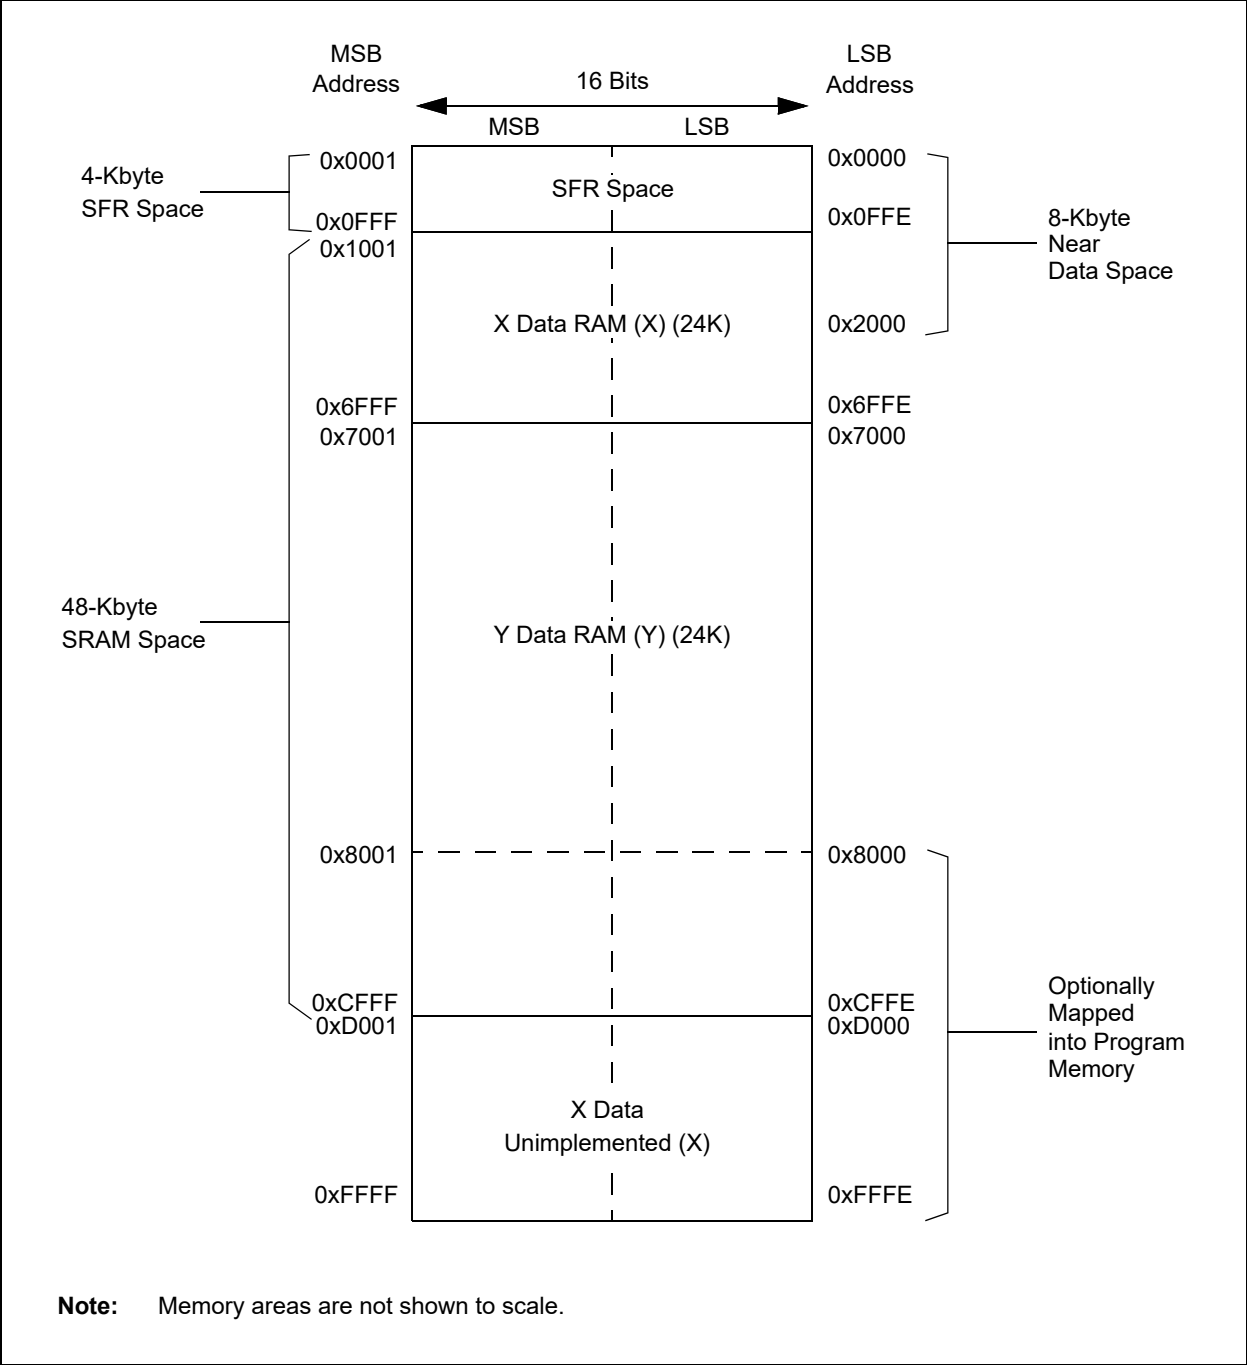 MSB
Address
16 Bits
LSB
Address
MSB
LSB
4-Kbyte
SFR Space
0x0001
0x0FFF
0x1001
SFR Space
0x0000
0x0FFE
8-Kbyte
Near
Data Space
X Data RAM (X) (24K)
0x2000
0x6FFF
0x7001
0x6FFE
0x7000
48-Kbyte
SRAM Space
Y Data RAM (Y) (24K)
0x8001
0x8000
0xCFFF
0xD001
0xCFFE
0xD000
Optionally
Mapped
into Program
Memory
X Data
Unimplemented (X)
0xFFFF
0xFFFE
Note: Memory areas are not shown to scale.